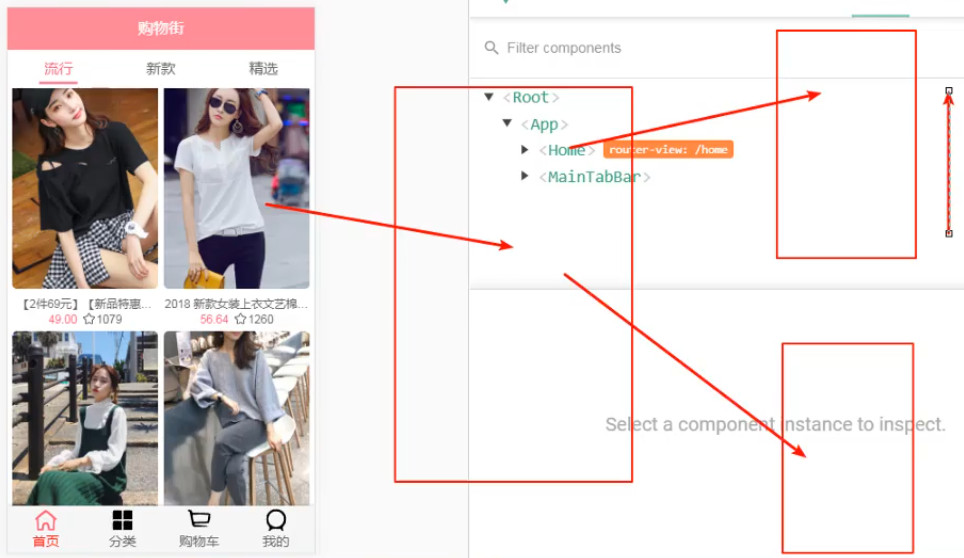 购物街
流行
新款
精选
【2件69元】【新品特惠...
49.00 1079
2018 新款女装上衣文艺棉...
56.64 1260
首页
分类
购物车
我的
Filter components
<Root>
<App>
<Home> router-view: /home
<MainTabBar>
Select a component instance to inspect.